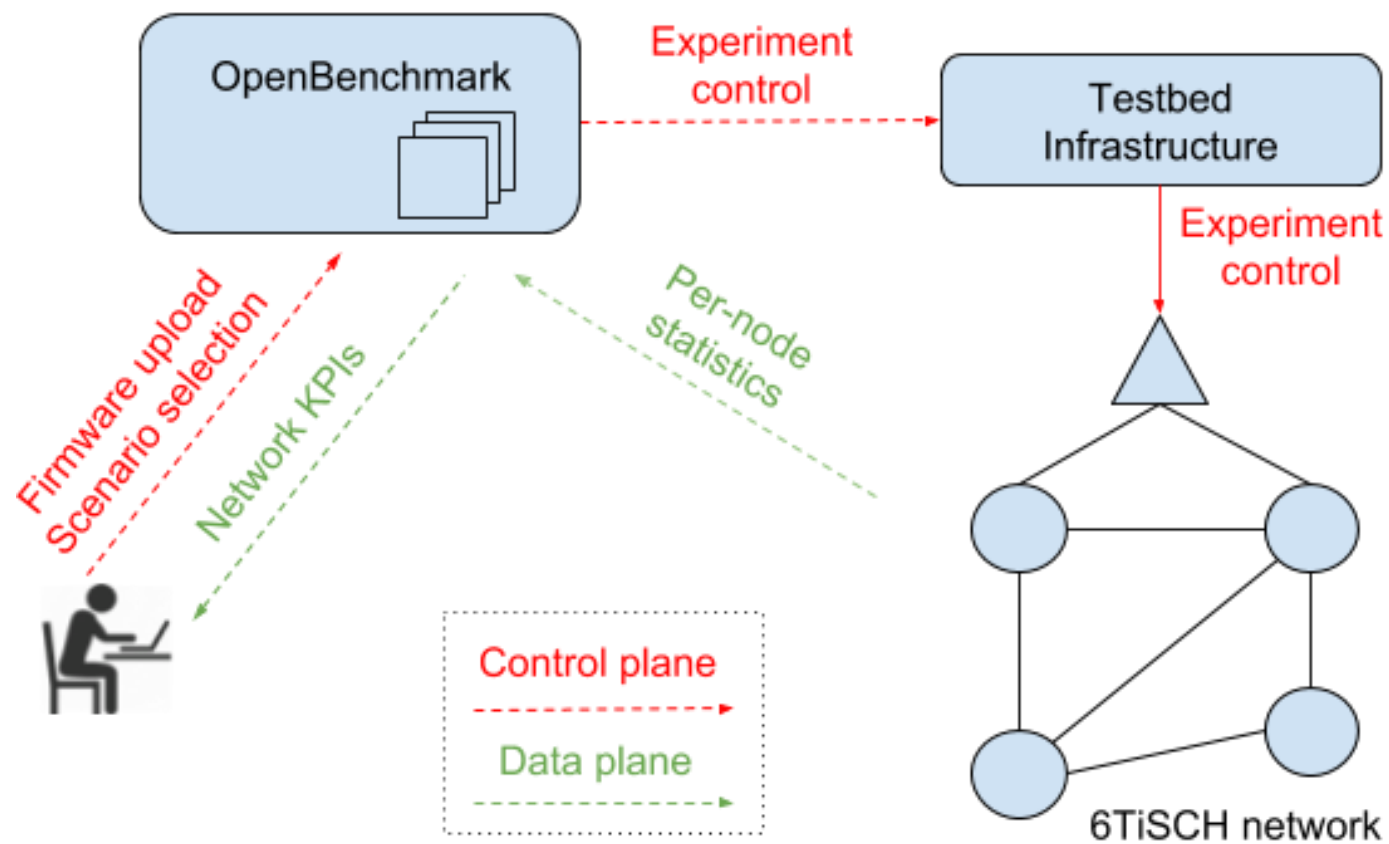 OpenBenchmark
Experiment
control
Testbed
Infrastructure
Experiment
control
Firmware upload
Scenario selection
Network KPIs
Per-node
statistics
Control plane
Data plane
6TiSCH network